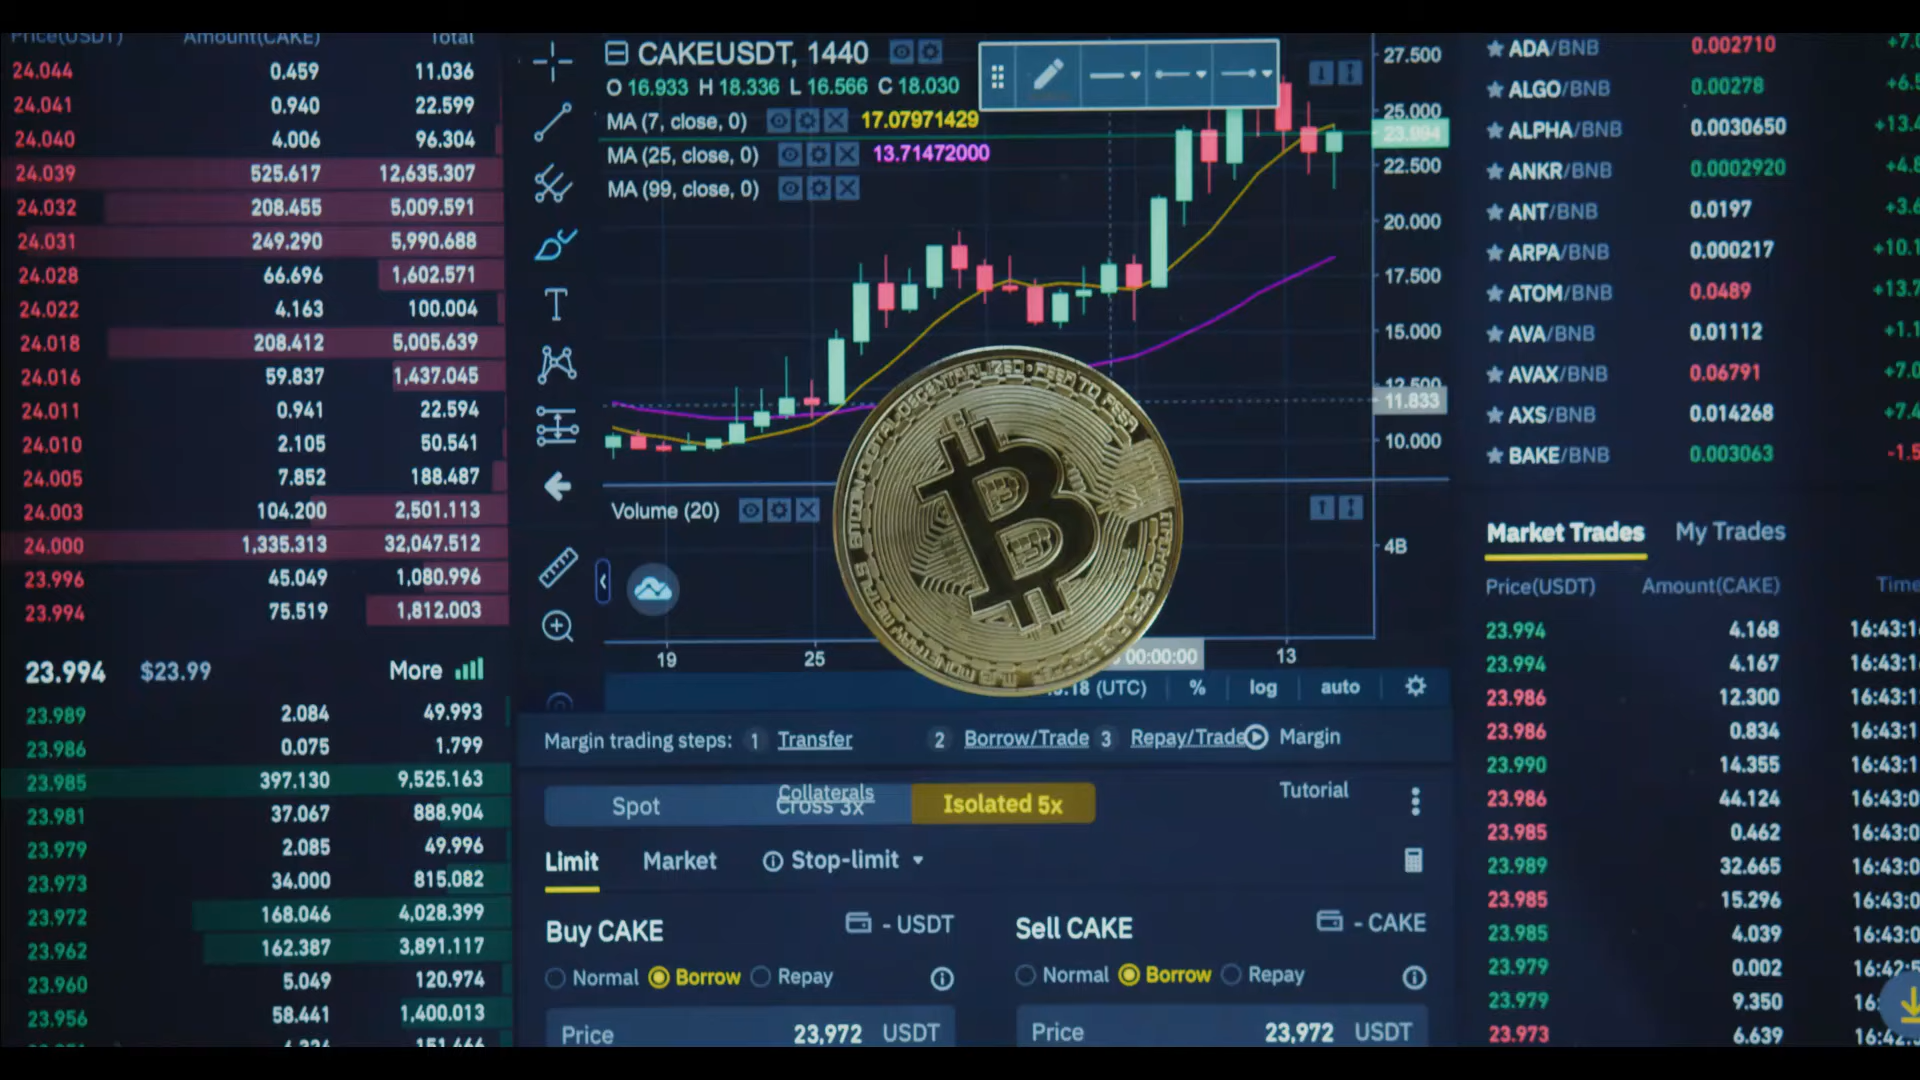 Price(USDT) Amount(CAKE) Total
24.044 0.459 11.036
24.041 0.940 22.599
24.040 4.006 96.304
24.039 525.617 12,635.307
24.032 208.455 5,009.591
24.031 249.290 5,990.688
24.028 66.696 1,602.571
24.022 4.163 100.004
24.018 208.412 5,005.639
24.016 59.837 1,437.045
24.011 0.941 22.594
24.010 2.105 50.541
24.005 7.852 188.487
24.003 104.200 2,501.113
24.000 1,335.313 32,047.512
23.996 45.049 1,080.996
23.994 75.519 1,812.003
23.994 $23.99 More
23.989 2.084 49.993
23.986 0.075 1.799
23.985 397.130 9,525.163
23.981 37.067 888.904
23.979 2.085 49.996
23.973 34.000 815.082
23.972 168.046 4,028.399
23.962 162.387 3,891.117
23.960 5.049 120.974
23.956 58.441 1,400.013
CAKEUSDT, 1440
O 16.933 H 18.336 L 16.566 C 18.030
MA (7, close, 0) 17.07971429
MA (25, close, 0) 13.71472000
MA (99, close, 0)
27.500
25.000
23.994
22.500
20.000
17.500
15.000
12.500
11.833
10.000
Volume (20)
4B
19 25 00:00:00 13
(UTC) % log auto
B
Margin trading steps: 1 Transfer 2 Borrow/Trade 3 Repay/Trade Margin
Collaterals Tutorial
Spot Cross 3x Isolated 5x
Limit Market Stop-limit
Buy CAKE - USDT
Normal Borrow Repay
Price 23,972 USDT
Sell CAKE - CAKE
Normal Borrow Repay
Price 23,972 USDT
ADA/BNB 0.002710
ALGO/BNB 0.00278
ALPHA/BNB 0.0030650
ANKR/BNB 0.0002920
ANT/BNB 0.0197
ARPA/BNB 0.000217
ATOM/BNB 0.0489
AVA/BNB 0.01112
AVAX/BNB 0.06791
AXS/BNB 0.014268
BAKE/BNB 0.003063
Market Trades My Trades
Price(USDT) Amount(CAKE) Time
23.994 4.168
23.994 4.167
23.986 12.300
23.986 0.834
23.990 14.355
23.986 44.124
23.985 0.462
23.989 32.665
23.985 15.296
23.985 4.039
23.979 0.002
23.979 9.350
23.973 6.639